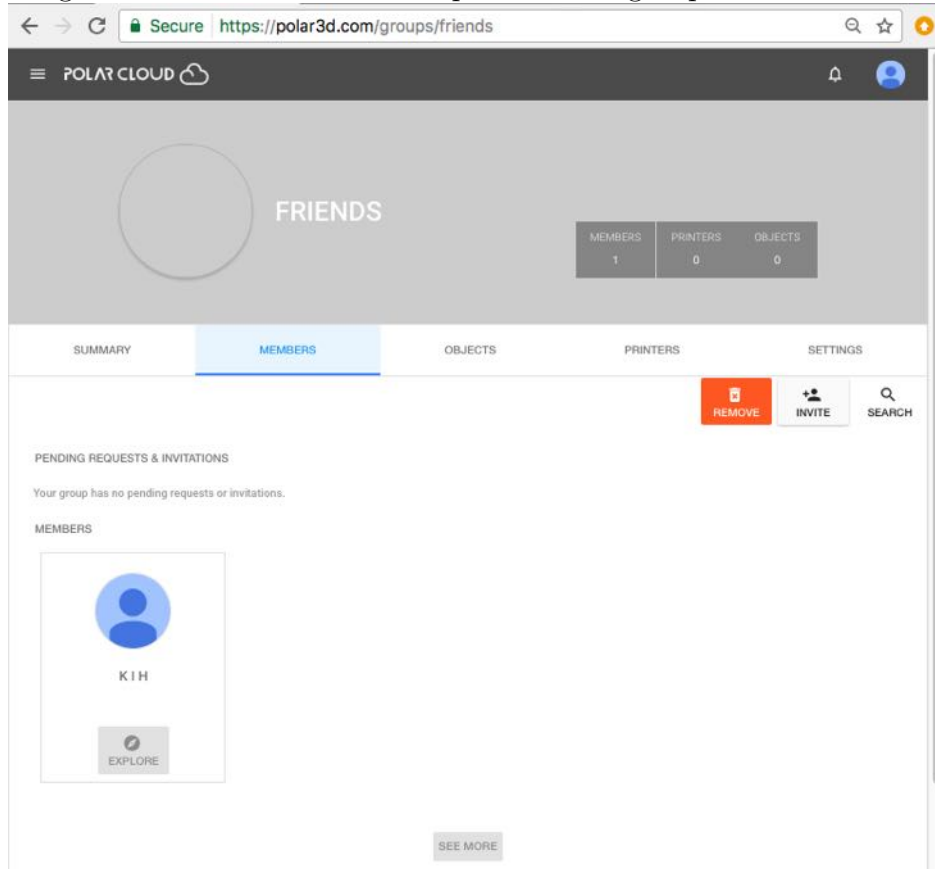 Secure https://polar3d.com/groups/friends
POLAR CLOUD
FRIENDS
MEMBERS PRINTERS OBJECTS
1 0 0
SUMMARY MEMBERS OBJECTS PRINTERS SETTINGS
REMOVE INVITE SEARCH
PENDING REQUESTS & INVITATIONS
Your group has no pending requests or invitations.
MEMBERS
K I H
EXPLORE
SEE MORE